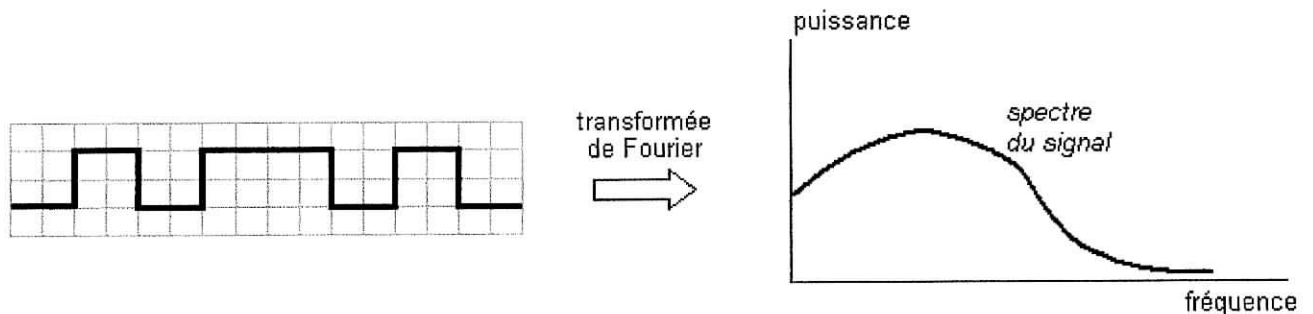 puissance
transformée
de Fourier
spectre
du signal
fréquence